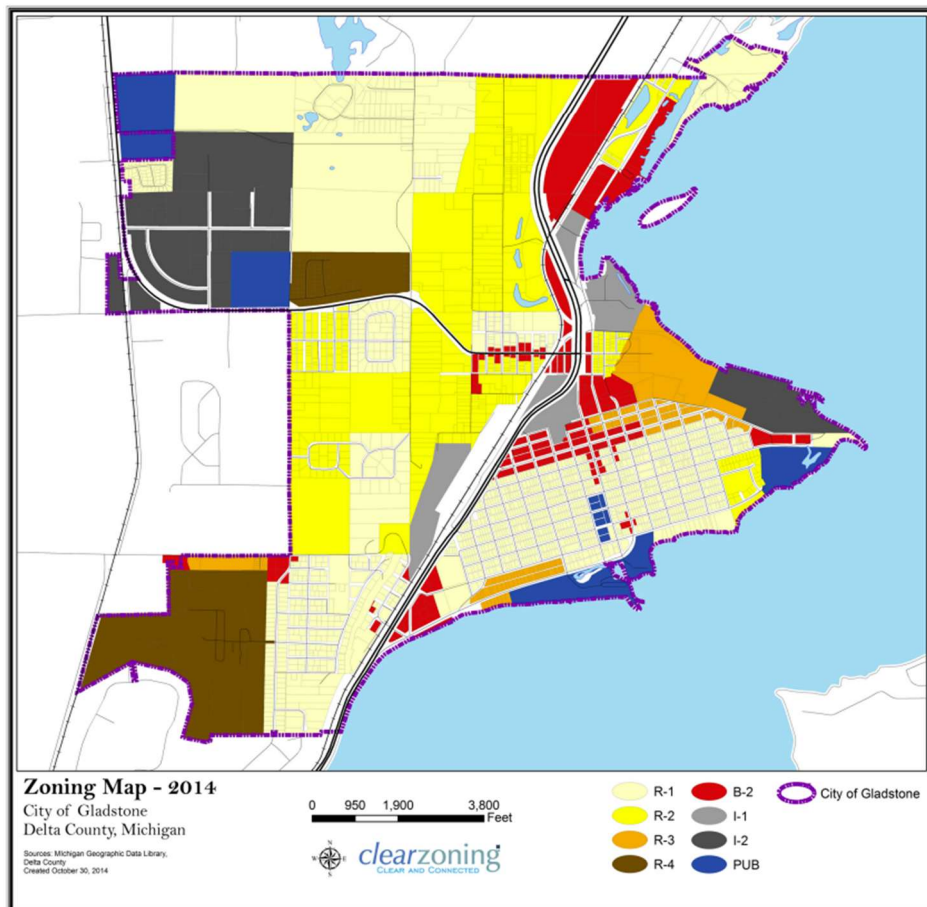 Zoning Map - 2014
City of Gladstone
Delta County, Michigan
Sources: Michigan Geographic Data Library,
Delta County
Created October 30, 2014
0 950 1,900 3,800
Feet
N
W E
S
clearzoning
CLEAR AND CONNECTED
R-1
R-2
R-3
R-4
B-2
I-1
I-2
PUB
City of Gladstone